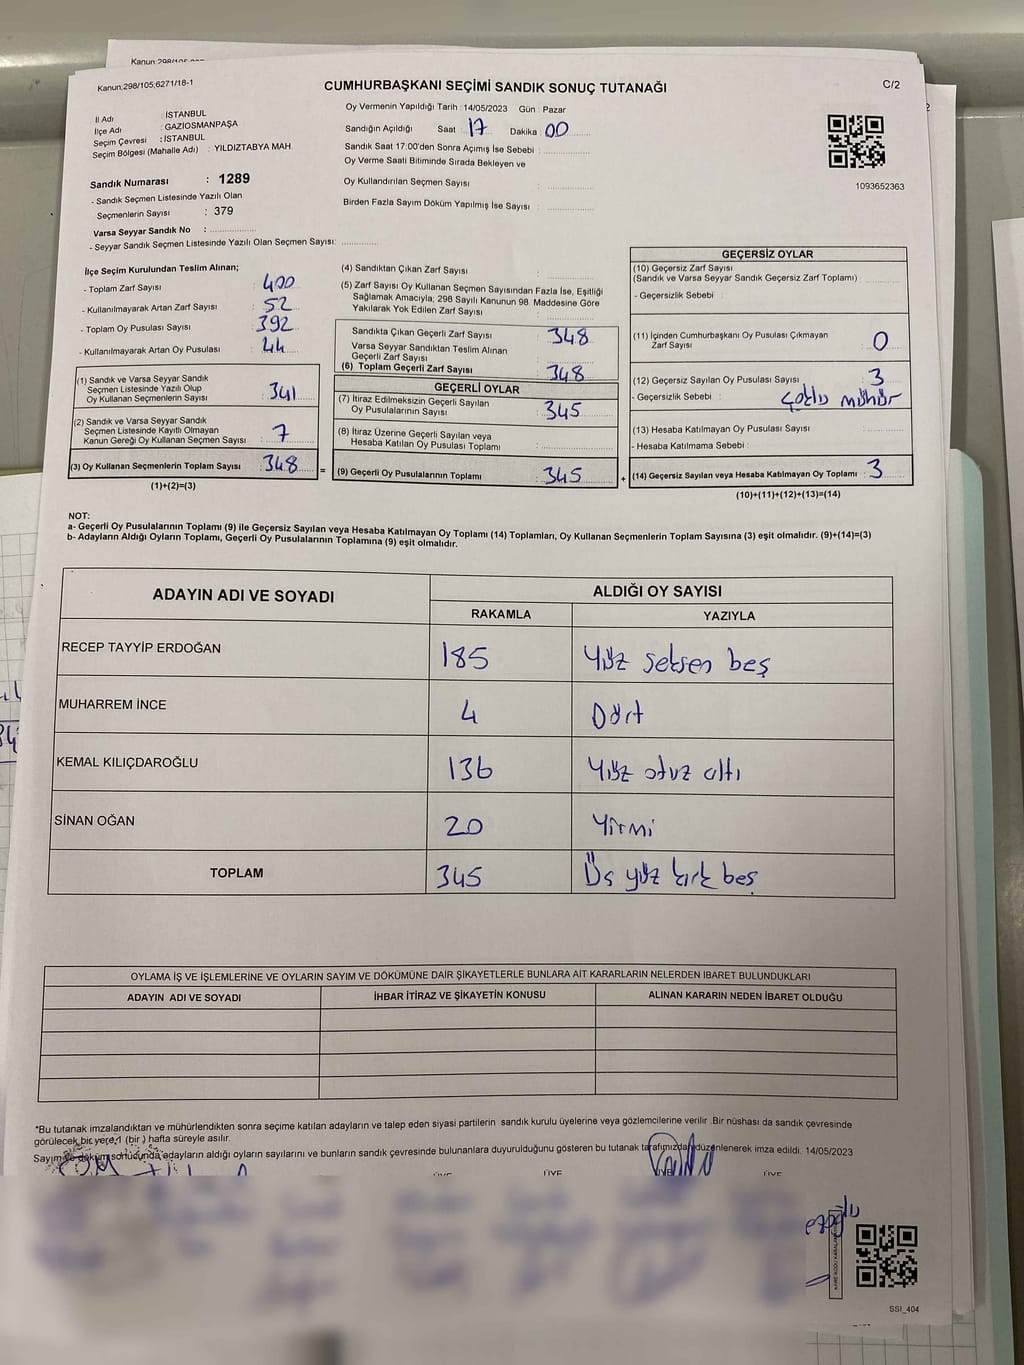 Kanun 298/105
Kanun:298/105;6271/18-1
CUMHURBAŞKANI SEÇİMİ SANDIK SONUÇ TUTANAĞI
C/2
İl Adı : İSTANBUL
İlçe Adı : GAZİOSMANPAŞA
Seçim Çevresi : İSTANBUL
Seçim Bölgesi (Mahalle Adı) : YILDIZTABYA MAH.
Oy Vermenin Yapıldığı Tarih : 14/05/2023 Gün : Pazar
Sandığın Açıldığı Saat : 17 Dakika : 00
Sandık Saat 17:00'den Sonra Açımış İse Sebebi :
Oy Verme Saati Bitiminde Sırada Bekleyen ve
Oy Kullandırılan Seçmen Sayısı :
Birden Fazla Sayım Döküm Yapılmış İse Sayısı :
1093652363
Sandık Numarası : 1289
- Sandık Seçmen Listesinde Yazılı Olan
Seçmenlerin Sayısı : 379
Varsa Seyyar Sandık No :
- Seyyar Sandık Seçmen Listesinde Yazılı Olan Seçmen Sayısı:
İlçe Seçim Kurulundan Teslim Alınan;
- Toplam Zarf Sayısı : 400
- Kullanılmayarak Artan Zarf Sayısı : 52
- Toplam Oy Pusulası Sayısı : 392
- Kullanılmayarak Artan Oy Pusulası : 44
(1) Sandık ve Varsa Seyyar Sandık
Seçmen Listesinde Yazılı Olup
Oy Kullanan Seçmenlerin Sayısı : 341
(2) Sandık ve Varsa Seyyar Sandık
Seçmen Listesinde Kayıtlı Olmayan
Kanun Gereği Oy Kullanan Seçmen Sayısı : 7
(3) Oy Kullanan Seçmenlerin Toplam Sayısı : 348
(1)+(2)=(3)
=
(4) Sandıktan Çıkan Zarf Sayısı :
(5) Zarf Sayısı Oy Kullanan Seçmen Sayısından Fazla İse, Eşitliği
Sağlamak Amacıyla; 298 Sayılı Kanunun 98. Maddesine Göre
Yakılarak Yok Edilen Zarf Sayısı :
Sandıkta Çıkan Geçerli Zarf Sayısı : 348
Varsa Seyyar Sandıktan Teslim Alınan
Geçerli Zarf Sayısı :
(6) Toplam Geçerli Zarf Sayısı : 348
GEÇERLİ OYLAR
(7) İtiraz Edilmeksizin Geçerli Sayılan
Oy Pusulalarının Sayısı : 345
(8) İtiraz Üzerine Geçerli Sayılan veya
Hesaba Katılan Oy Pusulası Toplamı :
(9) Geçerli Oy Pusulalarının Toplamı : 345
+
GEÇERSİZ OYLAR
(10) Geçersiz Zarf Sayısı
(Sandık ve Varsa Seyyar Sandık Geçersiz Zarf Toplamı) :
- Geçersizlik Sebebi :
(11) İçinden Cumhurbaşkanı Oy Pusulası Çıkmayan
Zarf Sayısı : 0
(12) Geçersiz Sayılan Oy Pusulası Sayısı : 3
- Geçersizlik Sebebi : çoklu mühür
(13) Hesaba Katılmayan Oy Pusulası Sayısı :
- Hesaba Katılmama Sebebi :
(14) Geçersiz Sayılan veya Hesaba Katılmayan Oy Toplamı : 3
(10)+(11)+(12)+(13)=(14)
NOT:
a- Geçerli Oy Pusulalarının Toplamı (9) ile Geçersiz Sayılan veya Hesaba Katılmayan Oy Toplamı (14) Toplamları, Oy Kullanan Seçmenlerin Toplam Sayısına (3) eşit olmalıdır. (9)+(14)=(3)
b- Adayların Aldığı Oyların Toplamı, Geçerli Oy Pusulalarının Toplamına (9) eşit olmalıdır.
ADAYIN ADI VE SOYADI
ALDIĞI OY SAYISI
RAKAMLA YAZIYLA
RECEP TAYYİP ERDOĞAN 185 Yüz seksen beş
MUHARREM İNCE 4 Dört
KEMAL KILIÇDAROĞLU 136 Yüz otuz altı
SİNAN OĞAN 20 Yirmi
TOPLAM 345 Üç yüz kırk beş
OYLAMA İŞ VE İŞLEMLERİNE VE OYLARIN SAYIM VE DÖKÜMÜNE DAİR ŞİKAYETLERLE BUNLARA AİT KARARLARIN NELERDEN İBARET BULUNDUKLARI
ADAYIN ADI VE SOYADI İHBAR İTİRAZ VE ŞİKAYETİN KONUSU ALINAN KARARIN NEDEN İBARET OLDUĞU
*Bu tutanak imzalandıktan ve mühürlendikten sonra seçime katılan adayların ve talep eden siyasi partilerin sandık kurulu üyelerine veya gözlemcilerine verilir. Bir nüshası da sandık çevresinde
görülecek bir yere 1 (bir ) hafta süreyle asılır.
Sayım ve döküm sonucunda adayların aldığı oyların sayılarını ve bunların sandık çevresinde bulunanlara duyurulduğunu gösteren bu tutanak tarafımızdan düzenlenerek imza edildi. 14/05/2023
ÜYE ÜYE ÜYE ÜYE
SSI_404